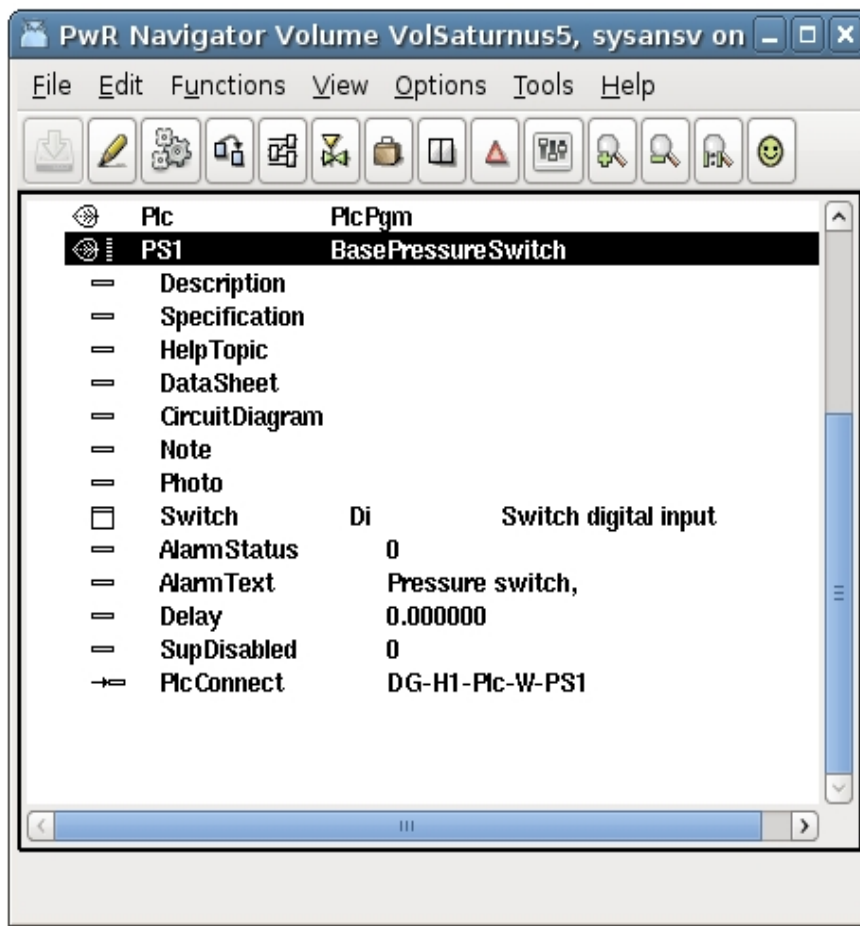 PwR Navigator Volume VolSaturnus5, sysansv on
File Edit Functions View Options Tools Help
Plc PlcPgm
PS1 BasePressureSwitch
Description
Specification
HelpTopic
DataSheet
CircuitDiagram
Note
Photo
Switch Di Switch digital input
AlarmStatus 0
AlarmText Pressure switch,
Delay 0.000000
SupDisabled 0
PlcConnect DG-H1-Plc-W-PS1